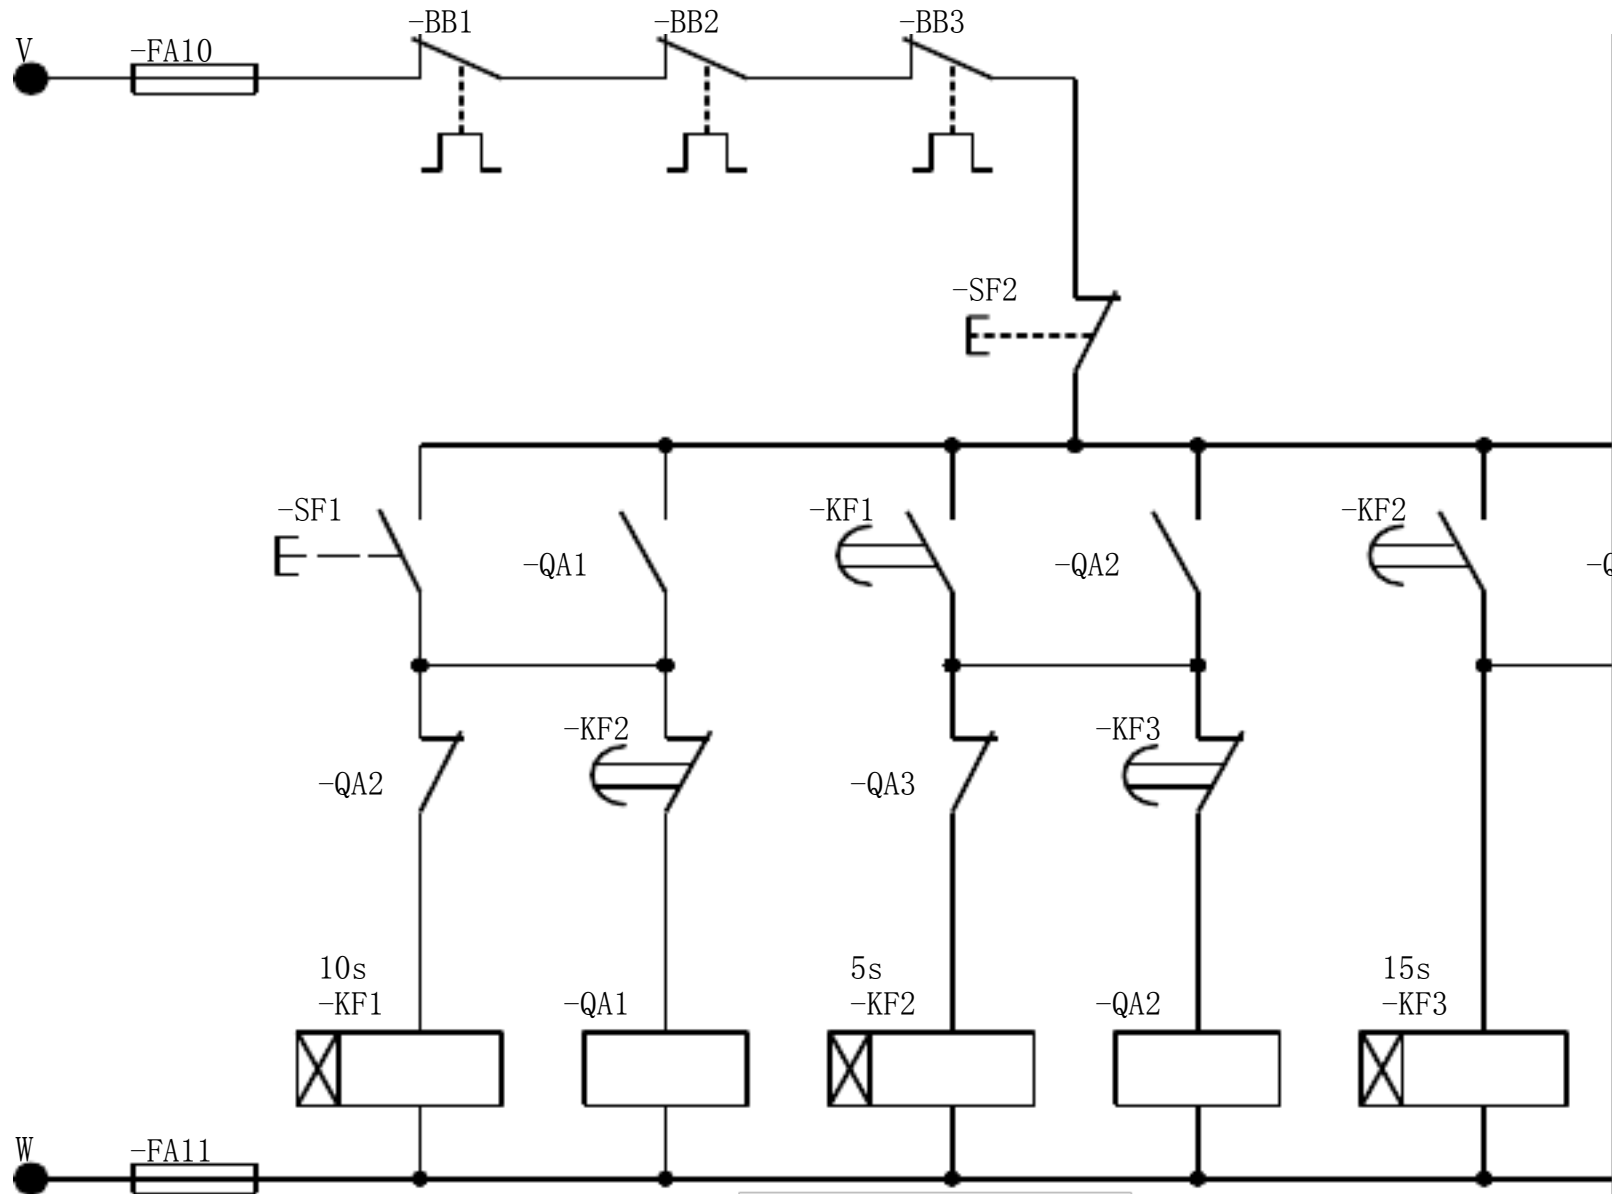 -BB1
-BB2
-BB3
V
-FA10
-SF2
-SF1
-KF1
-KF2
-QA1
-QA2
-KF2
-KF3
-QA2
-QA3
10s
5s
15s
-KF1
-QA1
-KF2
-QA2
-KF3
W
-FA11